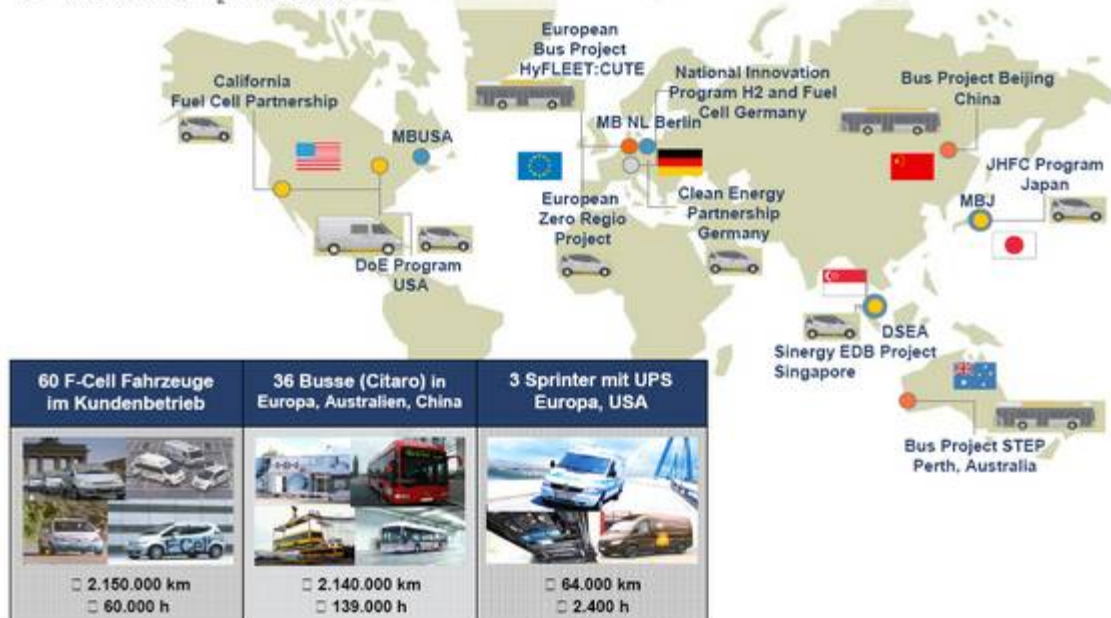 European
Bus Project
HyFLEET:CUTE
California
Fuel Cell Partnership
National Innovation
Program H2 and Fuel
Cell Germany
Bus Project Beijing
China
MBUSA
MB NL Berlin
JHFC Program
Japan
MBJ
European
Zero Regio
Project
Clean Energy
Partnership
Germany
DoE Program
USA
DSEA
Sinergy EDB Project
Singapore
Bus Project STEP
Perth, Australia
60 F-Cell Fahrzeuge
im Kundenbetrieb
36 Busse (Citaro) in
Europa, Australien, China
3 Sprinter mit UPS
Europa, USA
F-Cell
2.150.000 km
60.000 h
2.140.000 km
139.000 h
64.000 km
2.400 h